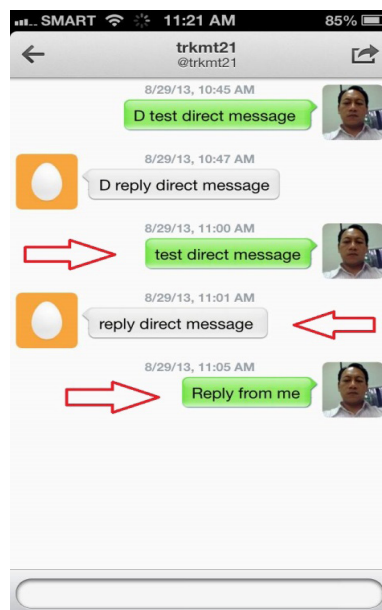 SMART 11:21 AM 85%
trkmt21
@trkmt21
8/29/13, 10:45 AM
D test direct message
8/29/13, 10:47 AM
D reply direct message
8/29/13, 11:00 AM
test direct message
8/29/13, 11:01 AM
reply direct message
8/29/13, 11:05 AM
Reply from me